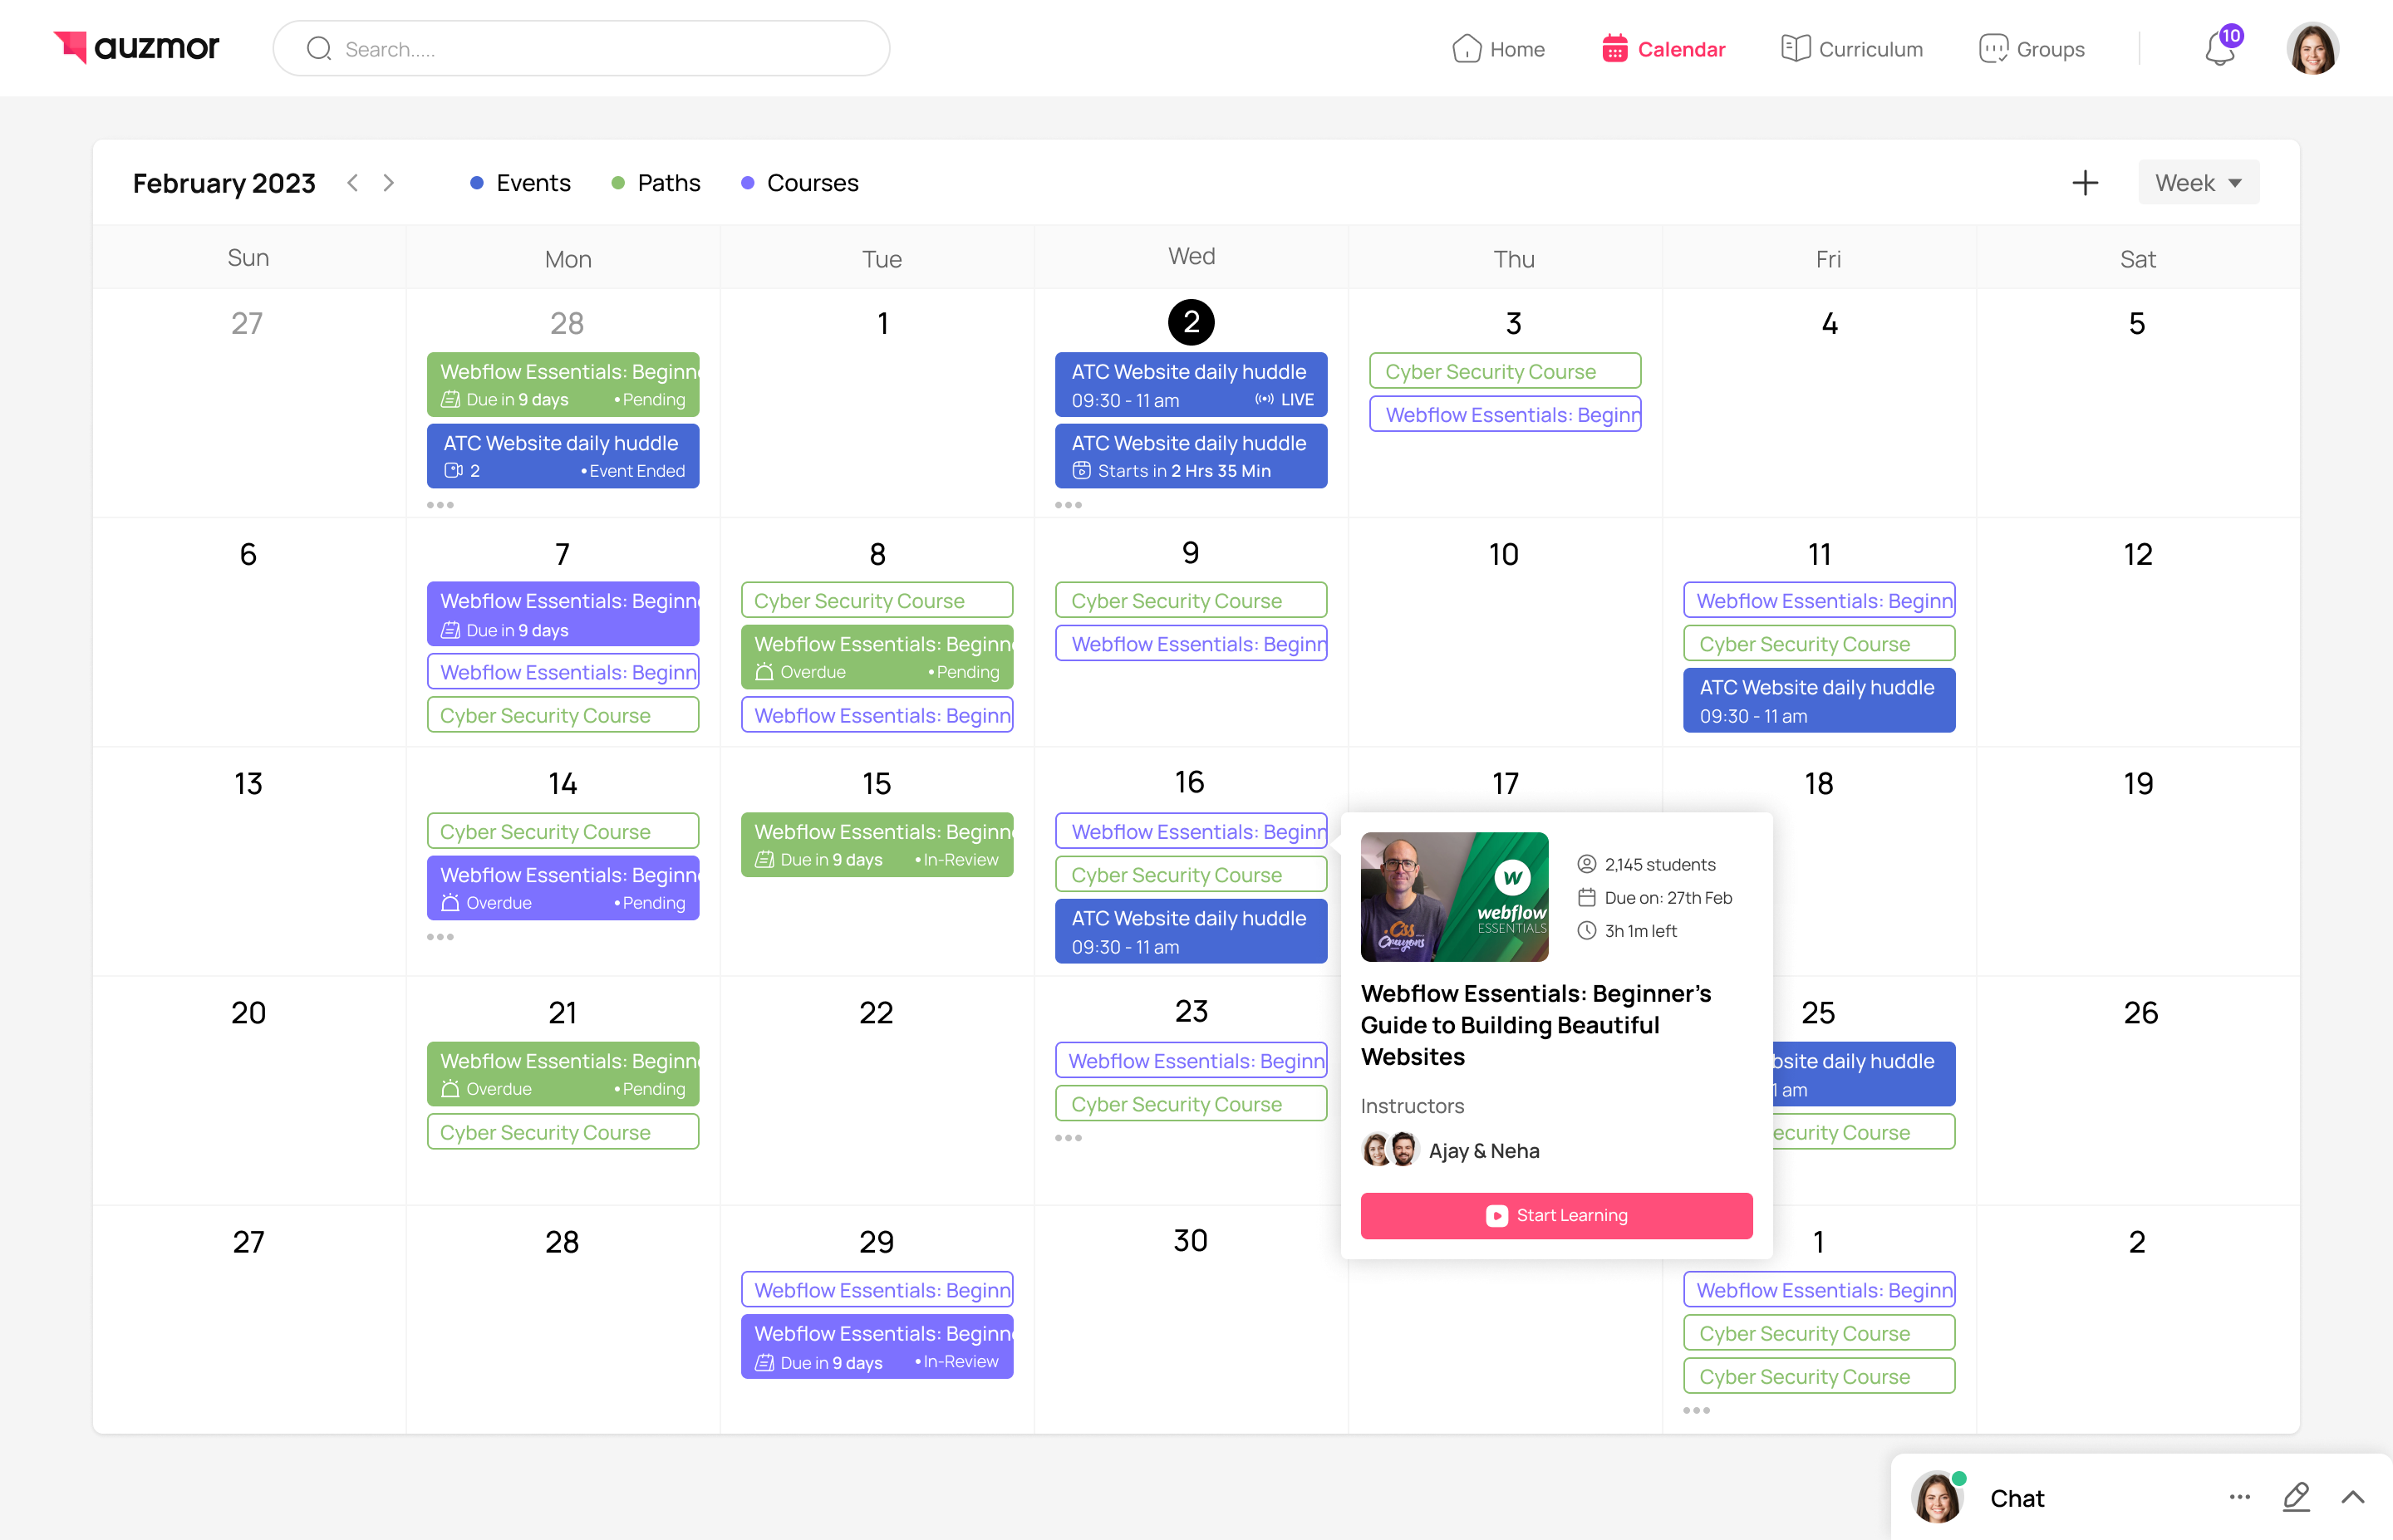 auzmor
Search.....
Home
Calendar
Curriculum
Groups
10
February 2023
Events
Paths
Courses
Week
Sun
Mon
Tue
Wed
Thu
Fri
Sat
27
28
Webflow Essentials: Beginn
Due in 9 days
•Pending
ATC Website daily huddle
2
•Event Ended
1
2
ATC Website daily huddle
09:30 - 11 am
LIVE
ATC Website daily huddle
Starts in 2 Hrs 35 Min
3
Cyber Security Course
Webflow Essentials: Beginn
4
5
6
7
Webflow Essentials: Beginn
Due in 9 days
Webflow Essentials: Beginn
Cyber Security Course
8
Cyber Security Course
Webflow Essentials: Beginn
Overdue
•Pending
Webflow Essentials: Beginn
9
Cyber Security Course
Webflow Essentials: Beginn
10
11
Webflow Essentials: Beginn
Cyber Security Course
ATC Website daily huddle
09:30 - 11 am
12
13
14
Cyber Security Course
Webflow Essentials: Beginn
Overdue
•Pending
15
Webflow Essentials: Beginn
Due in 9 days
•In-Review
16
Webflow Essentials: Beginn
Cyber Security Course
ATC Website daily huddle
09:30 - 11 am
17
18
19
W
webflow
ESSENTIALS
Css
Crayons
2,145 students
Due on: 27th Feb
3h 1m left
Webflow Essentials: Beginner's
Guide to Building Beautiful
Websites
Instructors
Ajay & Neha
Start Learning
20
21
Webflow Essentials: Beginn
Overdue
•Pending
Cyber Security Course
22
23
Webflow Essentials: Beginn
Cyber Security Course
25
bsite daily huddle
1 am
ecurity Course
26
27
28
29
Webflow Essentials: Beginn
Webflow Essentials: Beginn
Due in 9 days
•In-Review
30
1
Webflow Essentials: Beginn
Cyber Security Course
Cyber Security Course
2
Chat